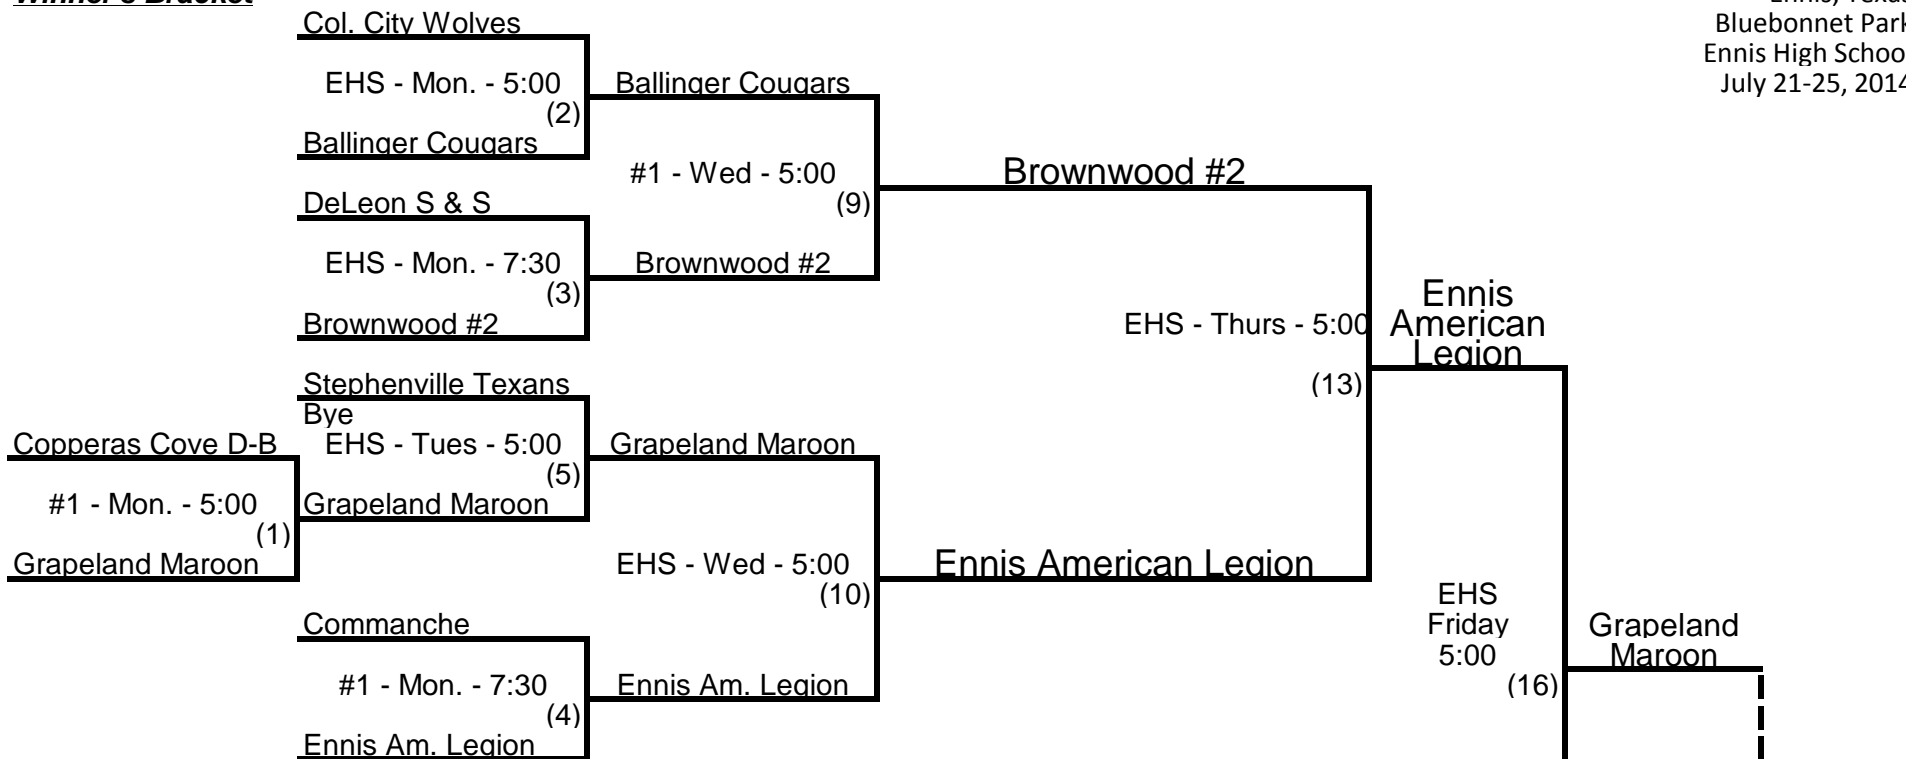 Winner's Bracket
Ennis, Texas
Bluebonnet Park
Ennis High School
July 21-25, 2014
Col. City Wolves
EHS - Mon. - 5:00
(2)
Ballinger Cougars
Ballinger Cougars
#1 - Wed - 5:00
(9)
Brownwood #2
DeLeon S & S
EHS - Mon. - 7:30
(3)
Brownwood #2
Brownwood #2
EHS - Thurs - 5:00
(13)
Ennis
American
Legion
Stephenville Texans
Bye
EHS - Tues - 5:00
(5)
Grapeland Maroon
Copperas Cove D-B
#1 - Mon. - 5:00
(1)
Grapeland Maroon
Grapeland Maroon
EHS - Wed - 5:00
(10)
Ennis American Legion
Commanche
#1 - Mon. - 7:30
(4)
Ennis Am. Legion
Ennis Am. Legion
EHS
Friday
5:00
(16)
Grapeland
Maroon